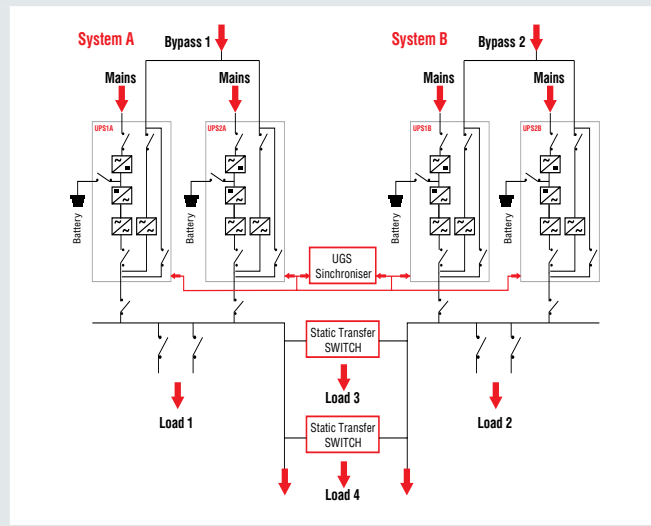 System A
Bypass 1
System B
Bypass 2
Mains
Mains
Mains
Mains
UPS1A
UPS2A
UPS1B
UPS2B
Battery
Battery
Battery
Battery
UGS
Sinchroniser
Static Transfer
SWITCH
Load 3
Load 1
Load 2
Static Transfer
SWITCH
Load 4